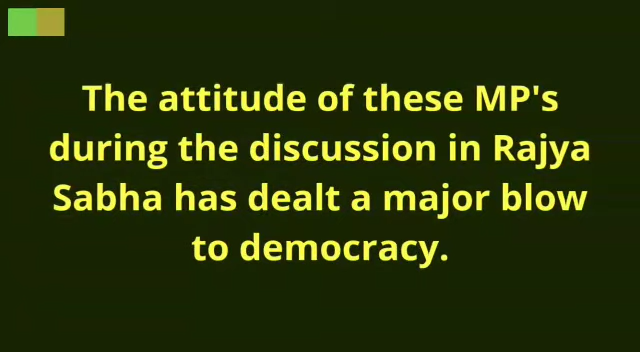 The attitude of these MP's
during the discussion in Rajya
Sabha has dealt a major blow
to democracy.